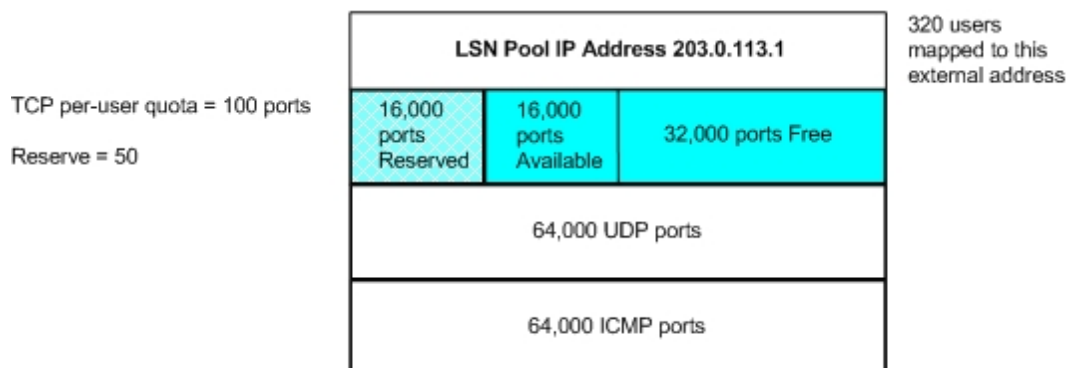 LSN Pool IP Address 203.0.113.1
320 users
mapped to this
external address
TCP per-user quota = 100 ports
Reserve = 50
16,000
ports
Reserved
16,000
ports
Available
32,000 ports Free
64,000 UDP ports
64,000 ICMP ports